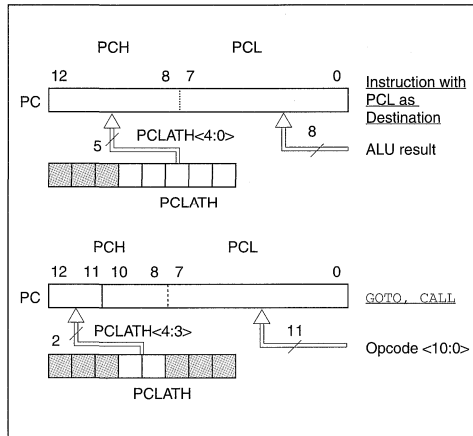 PCH PCL
12 8 7 0
PC
Instruction with
PCL as
Destination
5 PCLATH<4:0> 8
ALU result
PCLATH
PCH PCL
12 11 10 8 7 0
PC
GOTO, CALL
2 PCLATH<4:3> 11
Opcode <10:0>
PCLATH